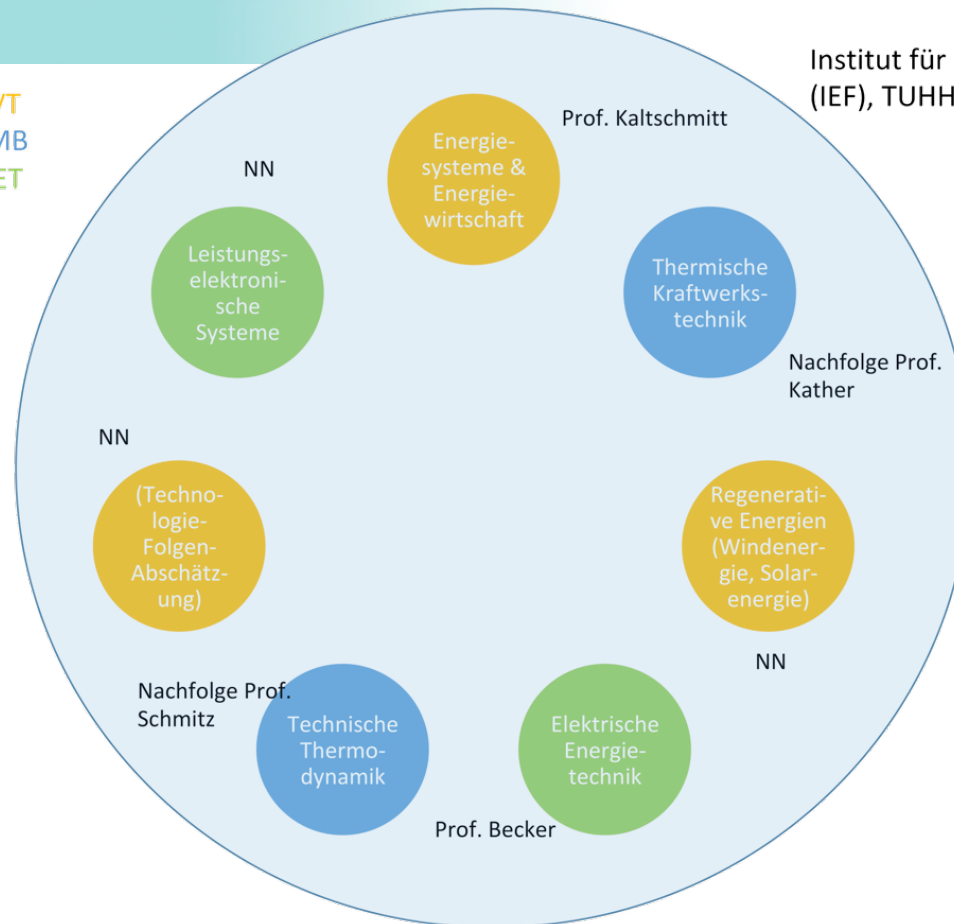 Institut für
(IEF), TUHH
MB
ET
Prof. Kaltschmitt
Energie-
systeme &
Energie-
wirtschaft
NN
Leistungs-
elektroni-
sche
Systeme
Thermische
Kraftwerks-
technik
Nachfolge Prof.
Kather
NN
(Techno-
logie-
Folgen-
Abschätz-
ung)
Regenerati-
ve Energien
(Windener-
gie, Solar-
energie)
NN
Nachfolge Prof.
Schmitz
Technische
Thermo-
dynamik
Elektrische
Energie-
technik
Prof. Becker